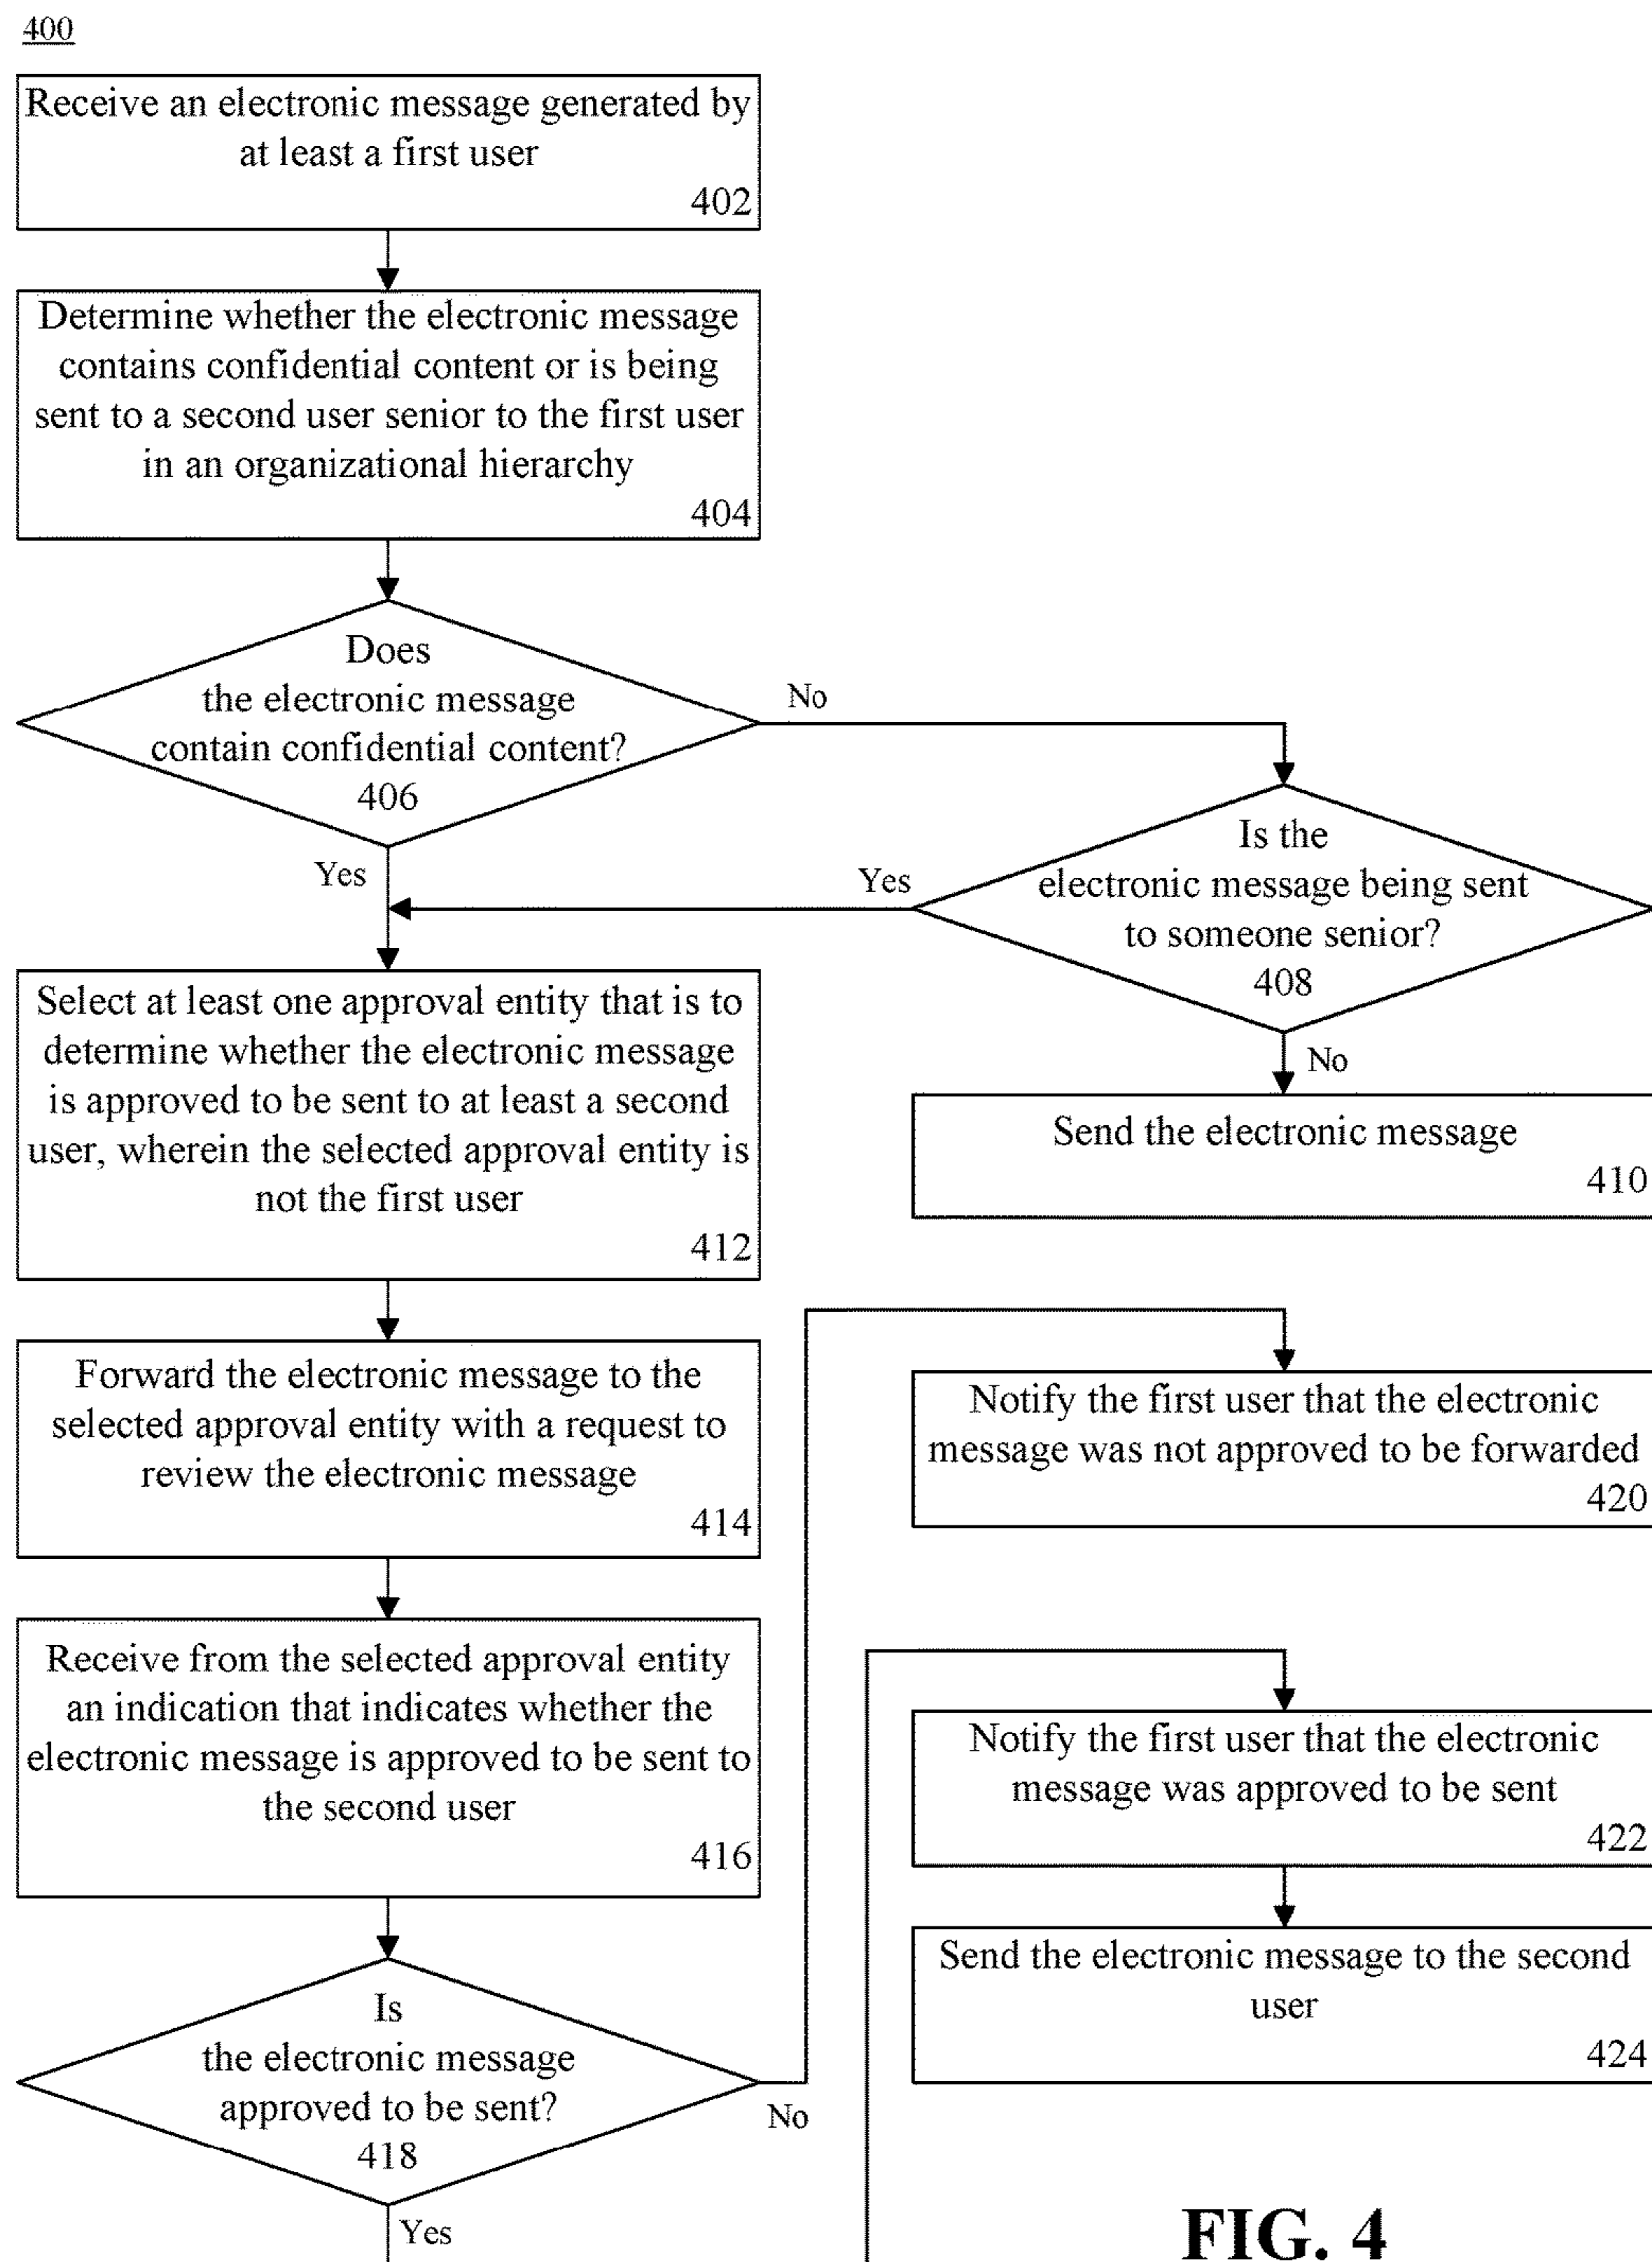 400
Receive an electronic message generated by
at least a first user
402
Determine whether the electronic message
contains confidential content or is being
sent to a second user senior to the first user
in an organizational hierarchy
404
Does
the electronic message
contain confidential content?
406
No
Yes
Is the
electronic message being sent
to someone senior?
408
Yes
No
Send the electronic message
410
Select at least one approval entity that is to
determine whether the electronic message
is approved to be sent to at least a second
user, wherein the selected approval entity is
not the first user
412
Forward the electronic message to the
selected approval entity with a request to
review the electronic message
414
Receive from the selected approval entity
an indication that indicates whether the
electronic message is approved to be sent to
the second user
416
Is
the electronic message
approved to be sent?
418
No
Yes
Notify the first user that the electronic
message was not approved to be forwarded
420
Notify the first user that the electronic
message was approved to be sent
422
Send the electronic message to the second
user
424
FIG. 4